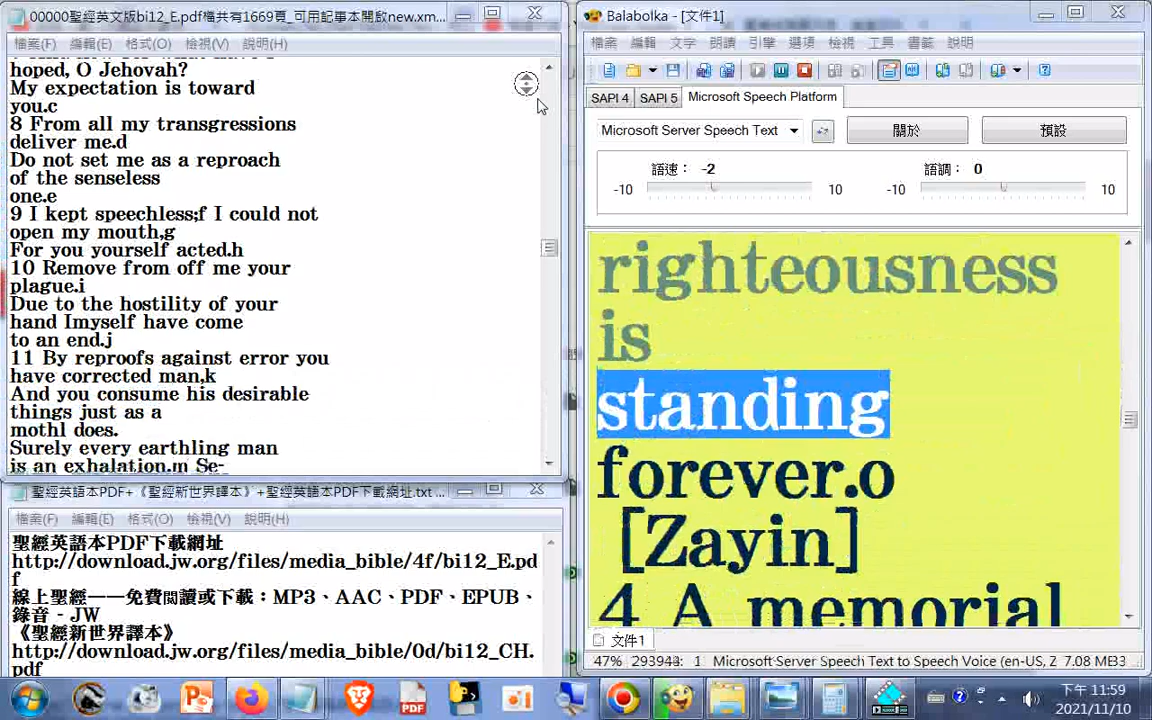 00000聖經英文版bi12_E.pdf檔共有1669頁_可用記事本開啟new.xm...
檔案(F) 編輯(E) 格式(O) 檢視(V) 說明(H)
hoped, O Jehovah?
My expectation is toward
you.c
8 From all my transgressions
deliver me.d
Do not set me as a reproach
of the senseless
one.e
9 I kept speechless;f I could not
open my mouth,g
For you yourself acted.h
10 Remove from off me your
plague.i
Due to the hostility of your
hand Imyself have come
to an end.j
11 By reproofs against error you
have corrected man,k
And you consume his desirable
things just as a
mothl does.
Surely every earthling man
is an exhalation.m Se-
聖經英語本PDF+《聖經新世界譯本》+聖經英語本PDF下載網址.txt ...
檔案(F) 編輯(E) 格式(O) 檢視(V) 說明(H)
聖經英語本PDF下載網址
http://download.jw.org/files/media_bible/4f/bi12_E.pd
f
線上聖經——免費閱讀或下載：MP3、AAC、PDF、EPUB、
錄音 - JW
《聖經新世界譯本》
http://download.jw.org/files/media_bible/0d/bi12_CH.
pdf
Balabolka - [文件1]
檔案 編輯 文字 朗讀 引擎 選項 檢視 工具 書籤 說明
SAPI 4 SAPI 5 Microsoft Speech Platform
Microsoft Server Speech Text 關於 預設
語速： -2 語調： 0
-10 10 -10 10
righteousness
is
standing
forever.o
[Zayin]
4 A memorial
文件1
47% 293943: 1 Microsoft Server Speech Text to Speech Voice (en-US, Z 7.08 MB
下午 11:59
2021/11/10